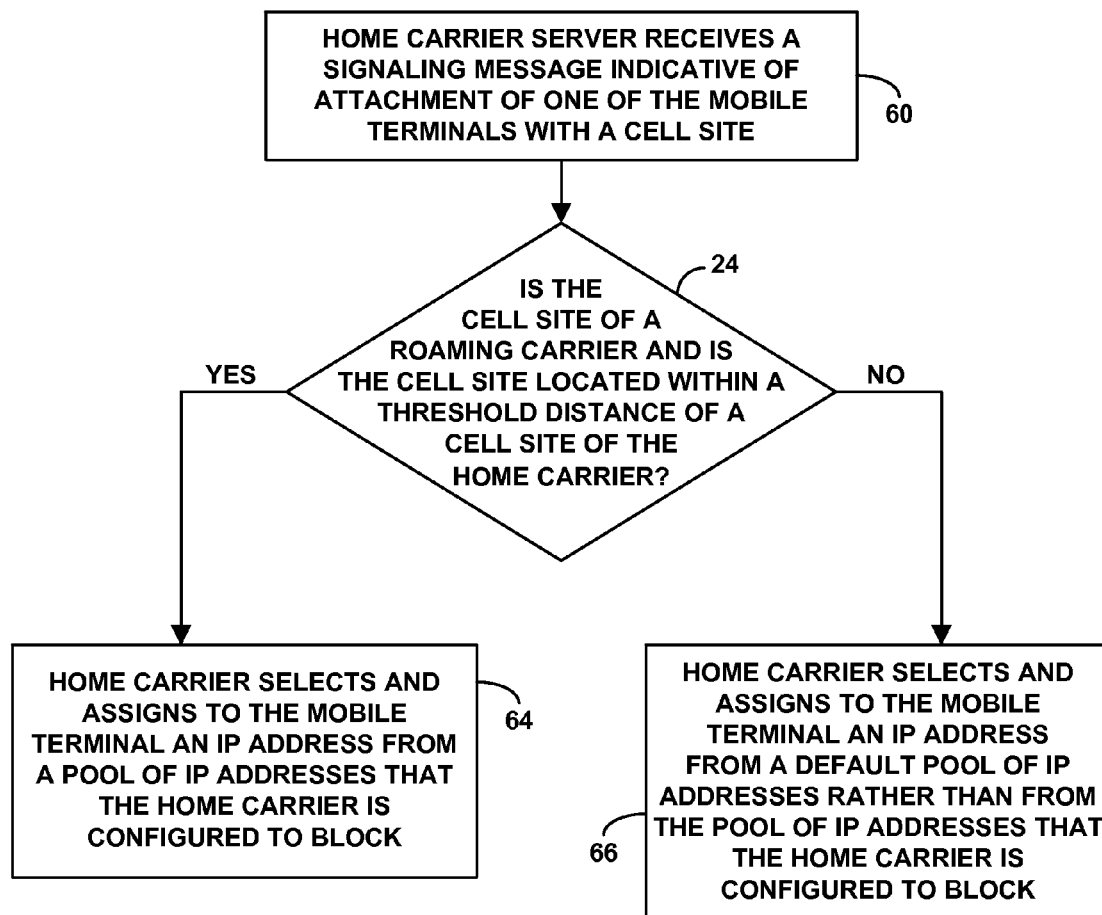 HOME CARRIER SERVER RECEIVES A
SIGNALING MESSAGE INDICATIVE OF
ATTACHMENT OF ONE OF THE MOBILE
TERMINALS WITH A CELL SITE
60
24
IS THE
CELL SITE OF A
ROAMING CARRIER AND IS
THE CELL SITE LOCATED WITHIN A
THRESHOLD DISTANCE OF A
CELL SITE OF THE
HOME CARRIER?
YES
NO
HOME CARRIER SELECTS AND
ASSIGNS TO THE MOBILE
TERMINAL AN IP ADDRESS FROM
A POOL OF IP ADDRESSES THAT
THE HOME CARRIER IS
CONFIGURED TO BLOCK
64
HOME CARRIER SELECTS AND
ASSIGNS TO THE MOBILE
TERMINAL AN IP ADDRESS
FROM A DEFAULT POOL OF IP
ADDRESSES RATHER THAN FROM
THE POOL OF IP ADDRESSES THAT
THE HOME CARRIER IS
CONFIGURED TO BLOCK
66